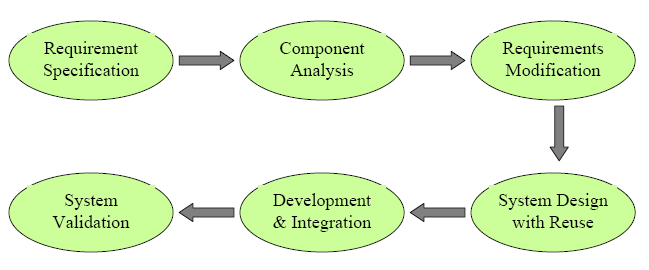 Requirement
Specification
Component
Analysis
Requirements
Modification
System
Validation
Development
& Integration
System Design
with Reuse